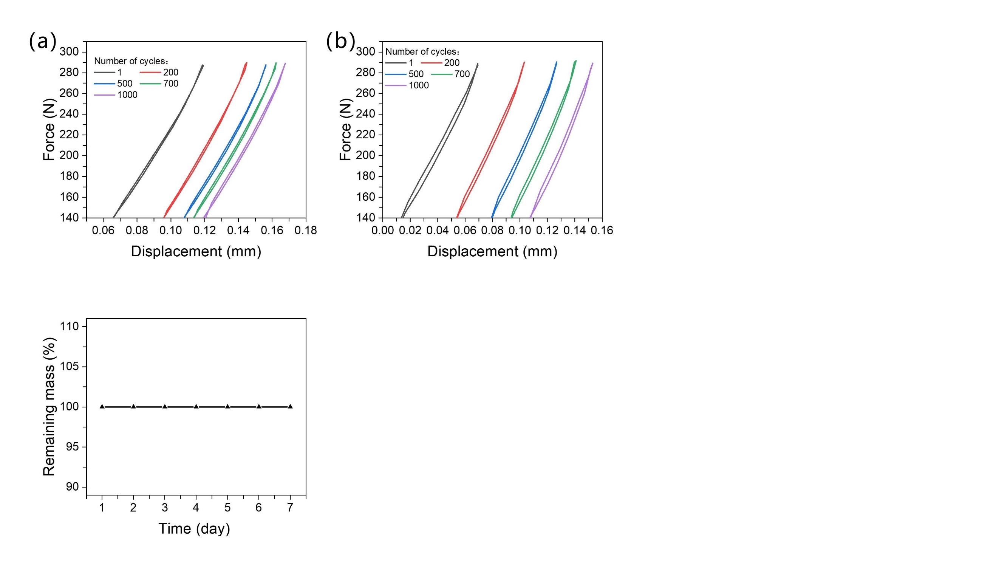 (a)
Number of cycles:
1 200
500 700
1000
300
280
260
240
220
200
180
160
140
Force (N)
0.06 0.08 0.10 0.12 0.14 0.16 0.18
Displacement (mm)
(b)
Number of cycles:
1 200
500 700
1000
300
280
260
240
220
200
180
160
140
Force (N)
0.00 0.02 0.04 0.06 0.08 0.10 0.12 0.14 0.16
Displacement (mm)
110
105
100
95
90
Remaining mass (%)
1 2 3 4 5 6 7
Time (day)